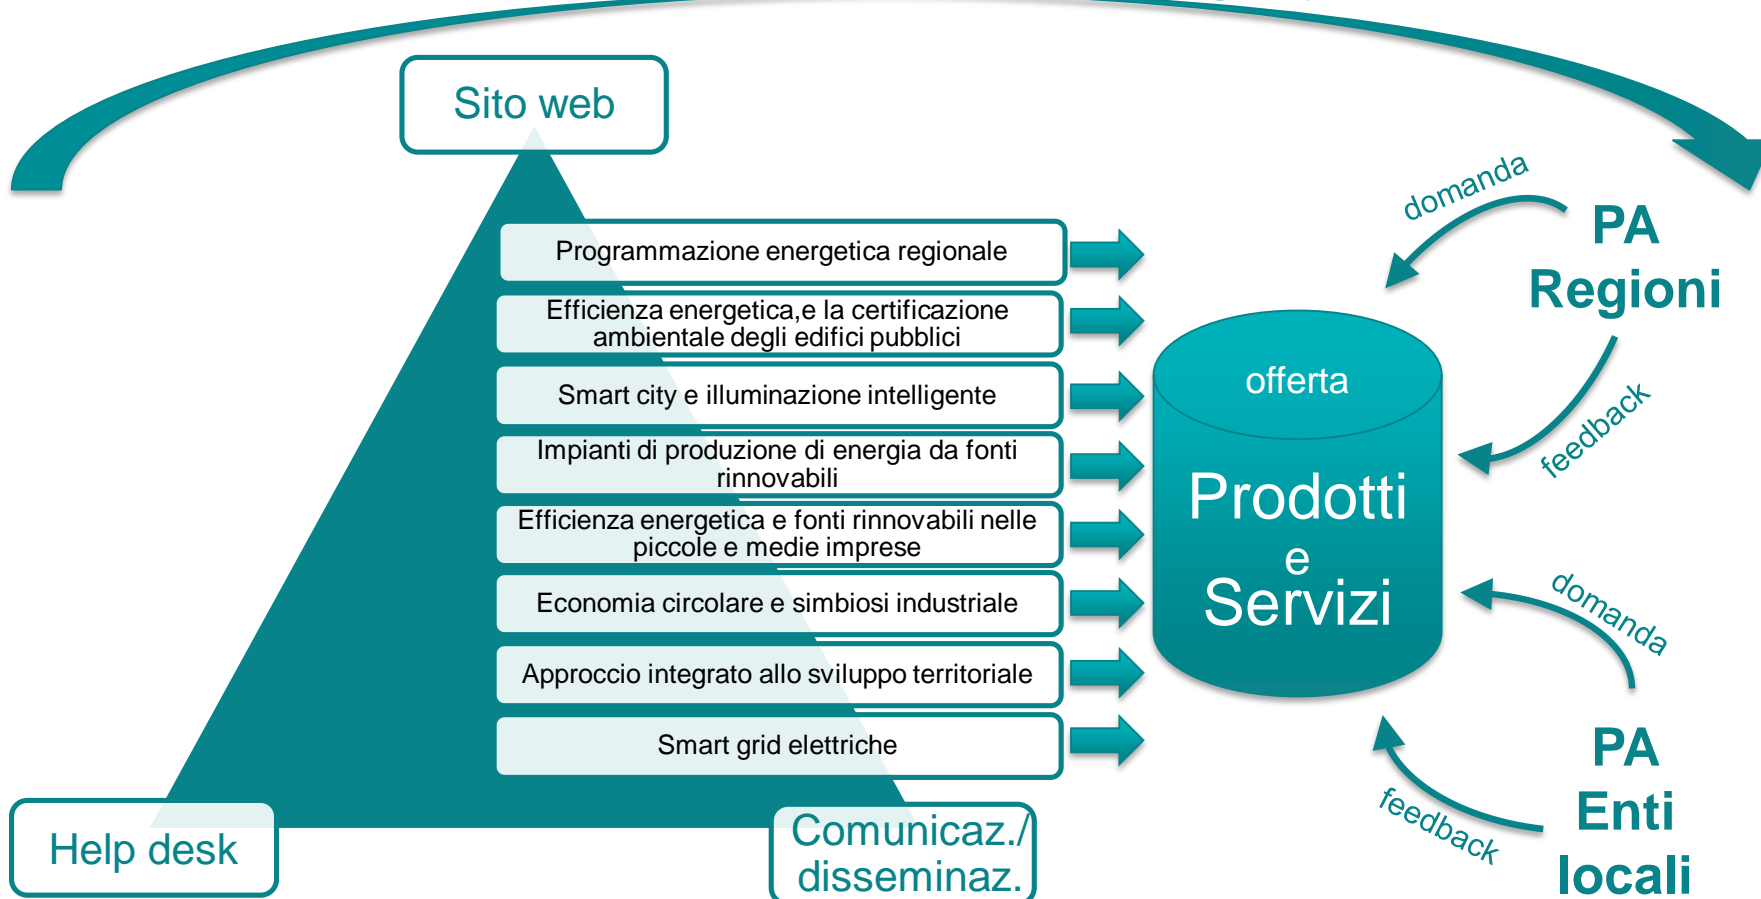 Sito web
Programmazione energetica regionale
Efficienza energetica,e la certificazione
ambientale degli edifici pubblici
Smart city e illuminazione intelligente
Impianti di produzione di energia da fonti
rinnovabili
Efficienza energetica e fonti rinnovabili nelle
piccole e medie imprese
Economia circolare e simbiosi industriale
Approccio integrato allo sviluppo territoriale
Smart grid elettriche
Help desk
Comunicaz./
disseminaz.
offerta
Prodotti
e
Servizi
domanda
PA
Regioni
feedback
domanda
PA
Enti
locali
feedback